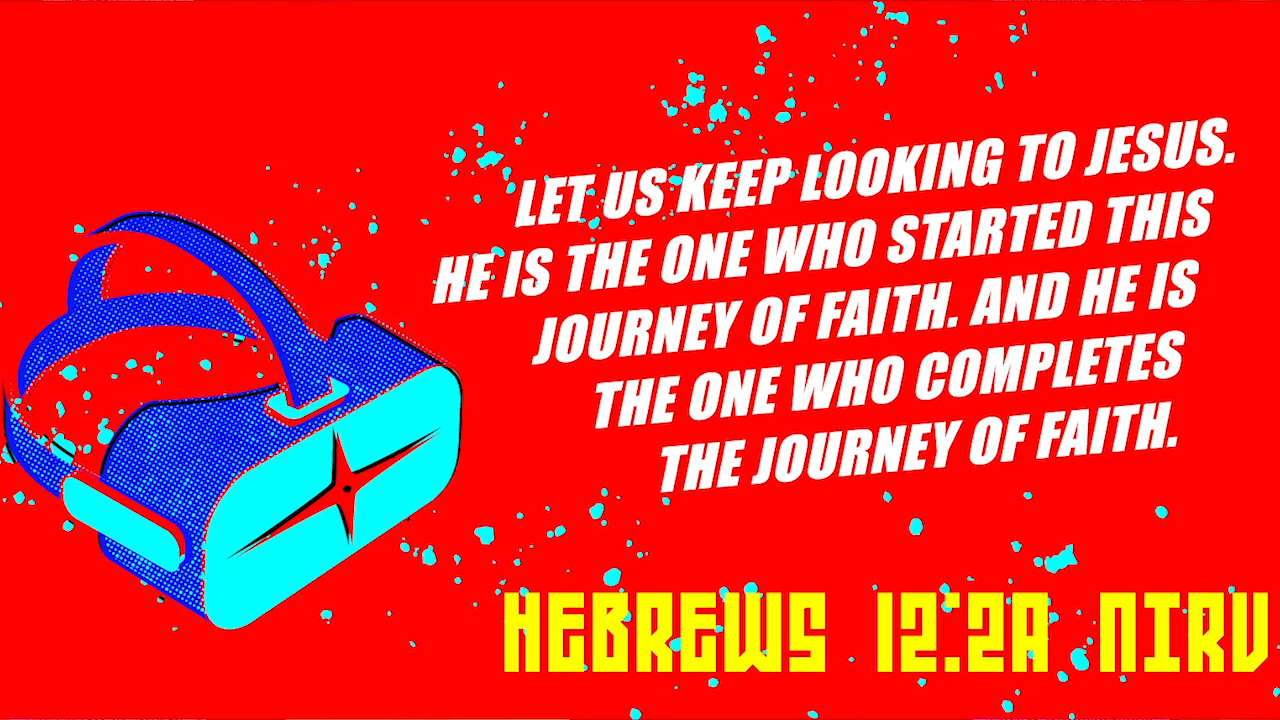 LET US KEEP LOOKING TO JESUS.
HE IS THE ONE WHO STARTED THIS
JOURNEY OF FAITH. AND HE IS
THE ONE WHO COMPLETES
THE JOURNEY OF FAITH.
HEBREWS 12:2A NIRV